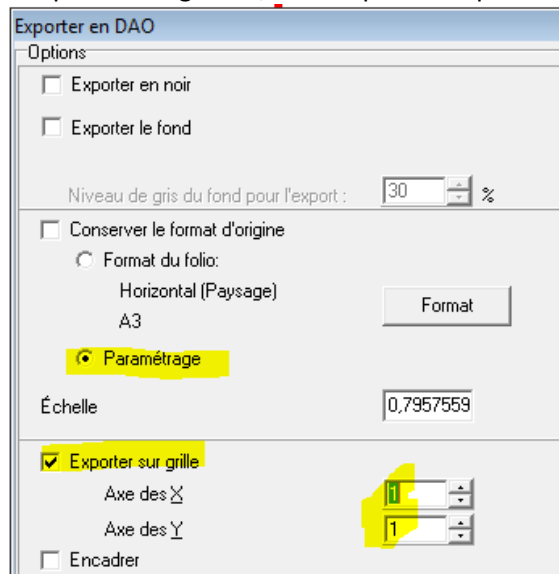 Exporter en DAO
Options
Exporter en noir
Exporter le fond
Niveau de gris du fond pour l'export : 30 %
Conserver le format d'origine
Format du folio:
Horizontal (Paysage)
A3
Format
Paramétrage
Échelle 0,7957559
Exporter sur grille
Axe des X 1
Axe des Y 1
Encadrer